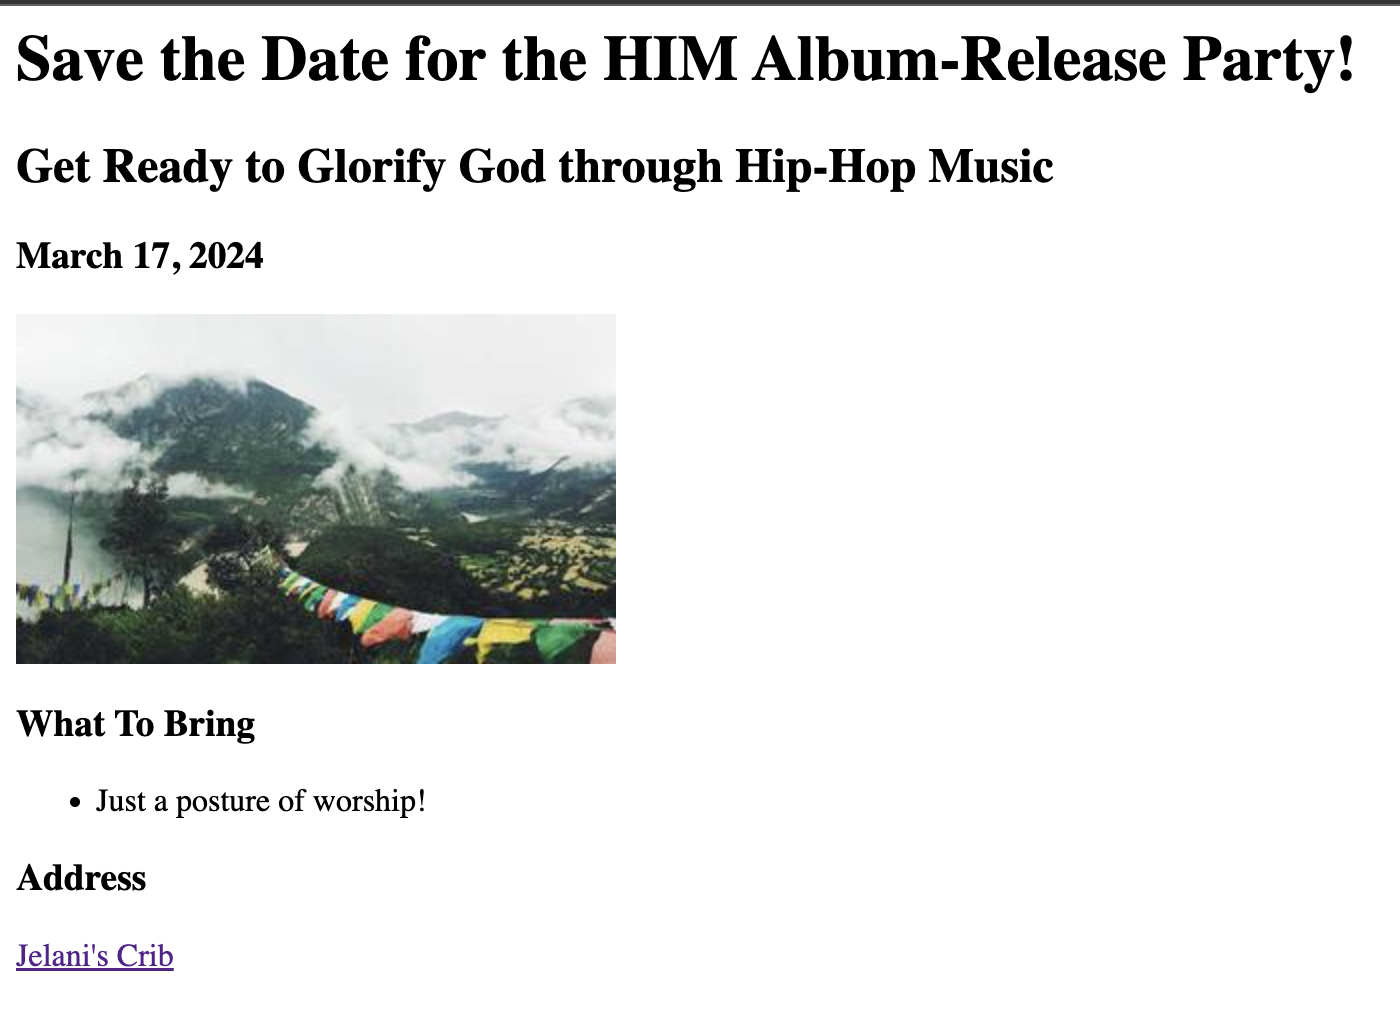 Save the Date for the HIM Album-Release Party!
Get Ready to Glorify God through Hip-Hop Music
March 17, 2024
What To Bring
• Just a posture of worship!
Address
Jelani's Crib